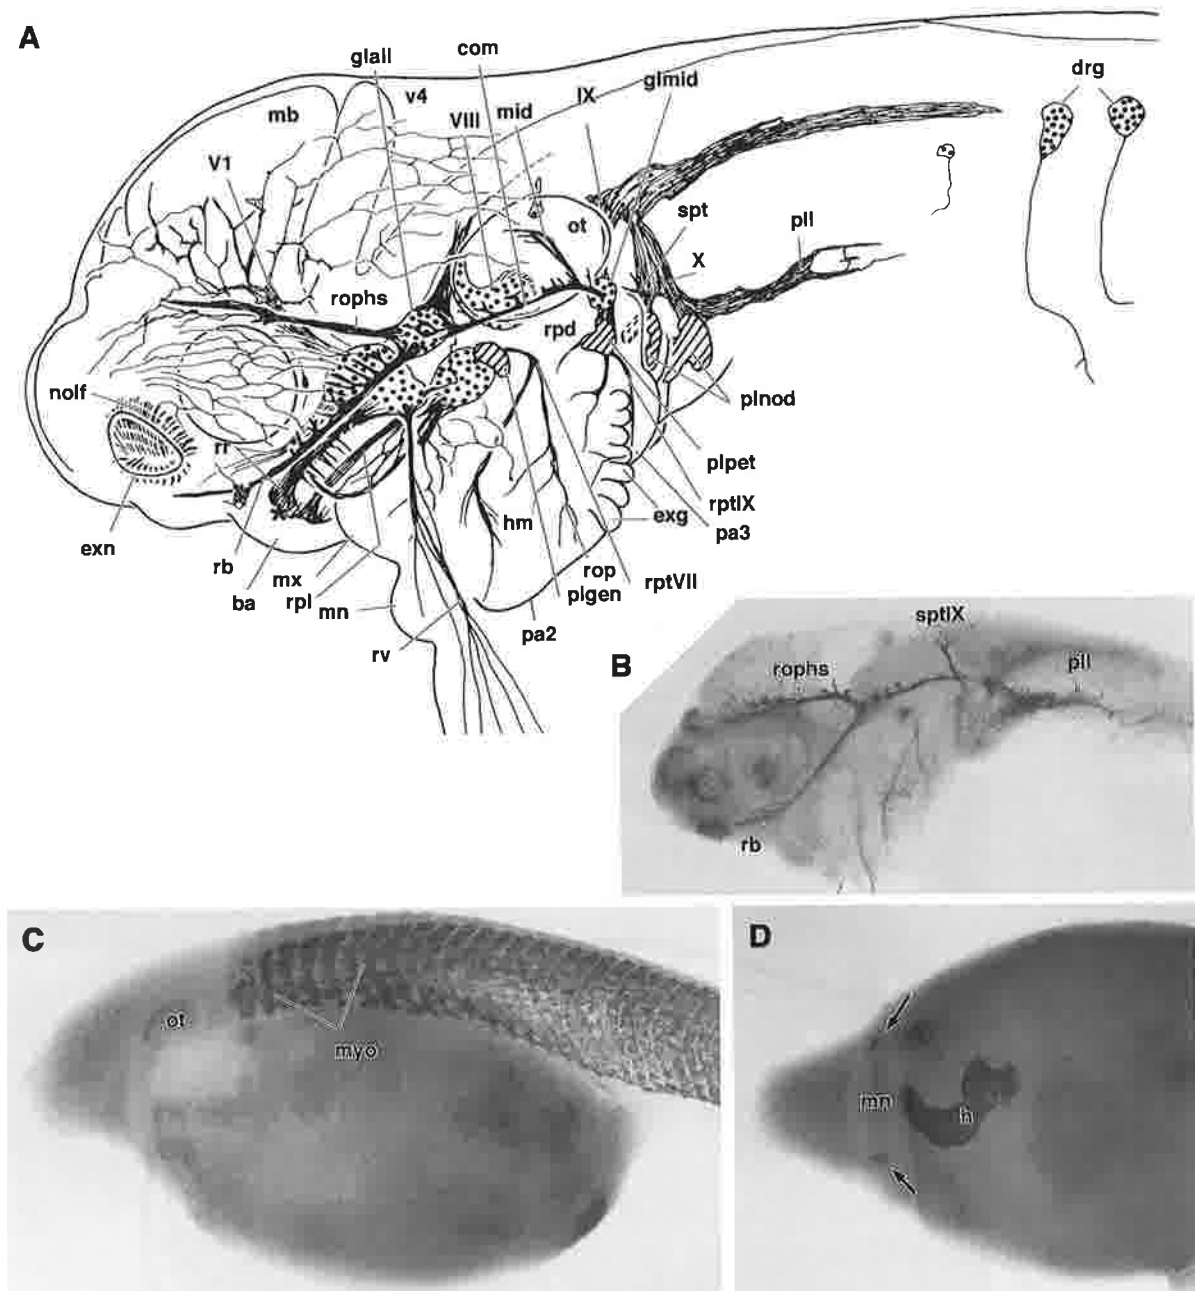 A
glall
com
v4
mb
VIII
mid
IX
glmid
drg
V1
ot
spt
pll
X
rophs
rpd
nolf
plnod
rr
plpet
rptIX
exn
hm
exg
pa3
rb
mx
rop
ba
rpl
mn
plgen
rptVII
pa2
rv
B
sptIX
rophs
pll
rb
C
ot
myo
D
mn
h